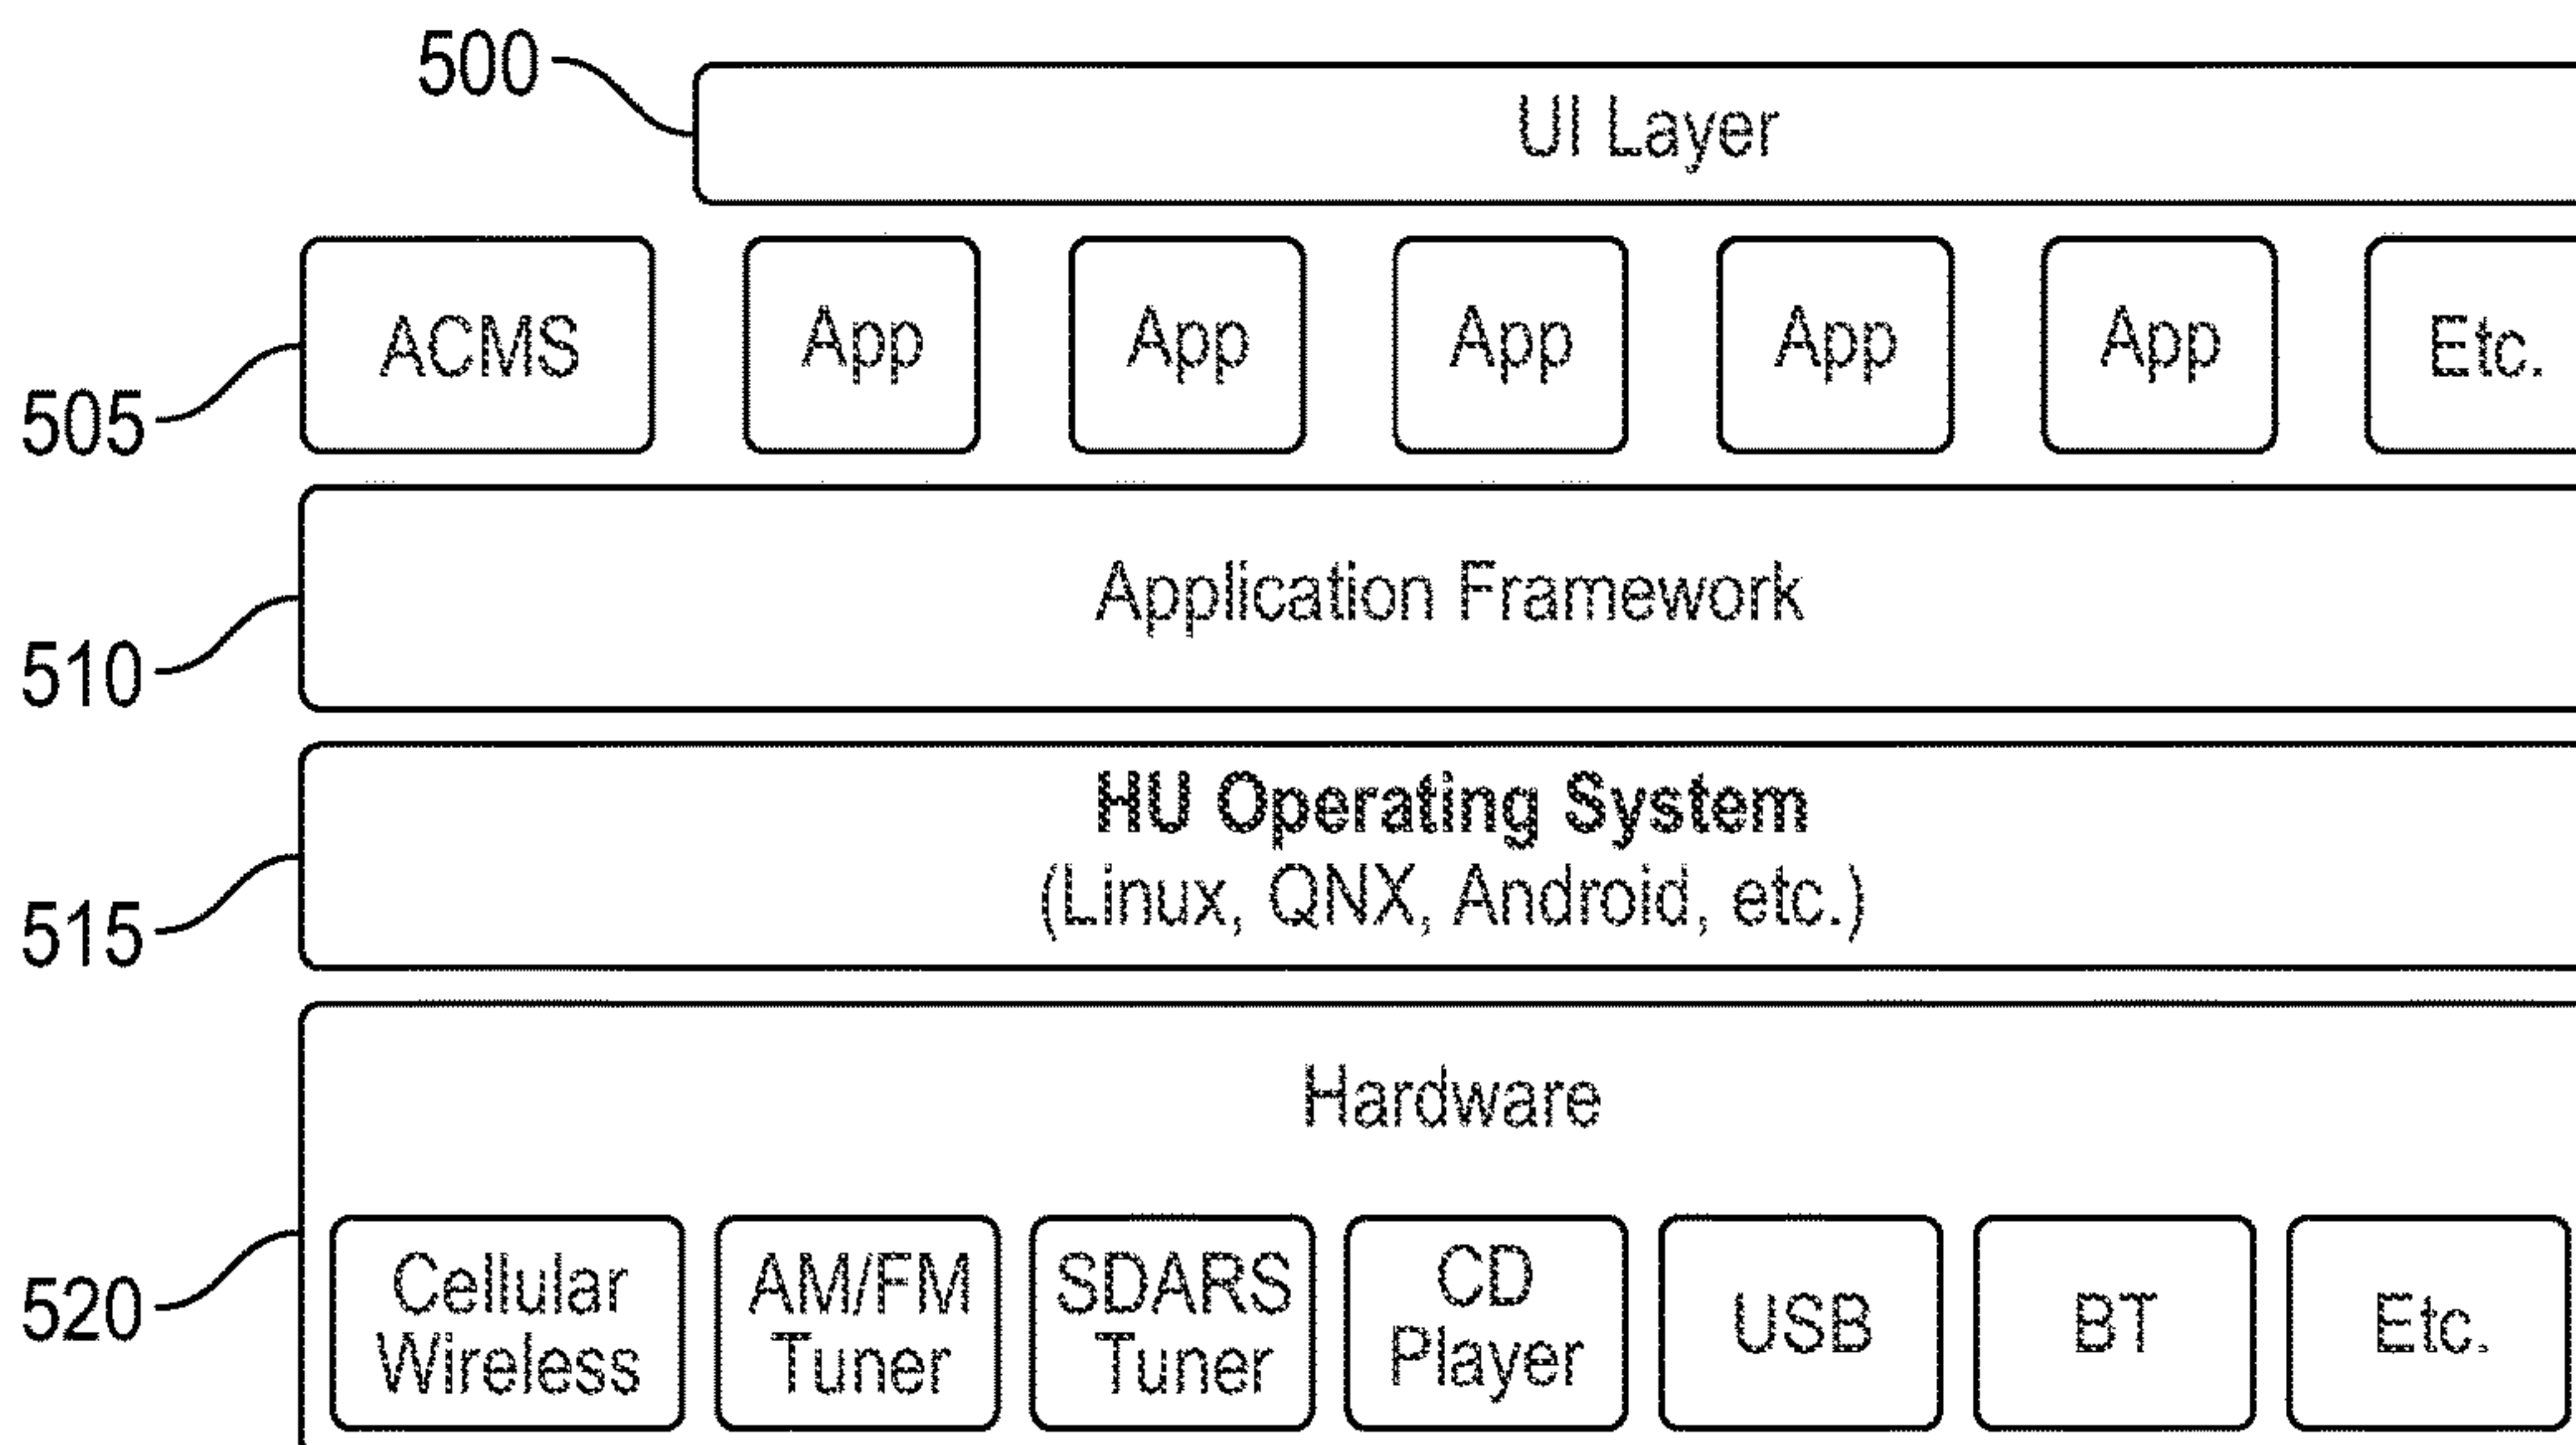 500
UI Layer
505
ACMS
App
App
App
App
App
Etc.
510
Application Framework
515
HU Operating System
(Linux, QNX, Android, etc.)
520
Hardware
Cellular
Wireless
AM/FM
Tuner
SDARS
Tuner
CD
Player
USB
BT
Etc.